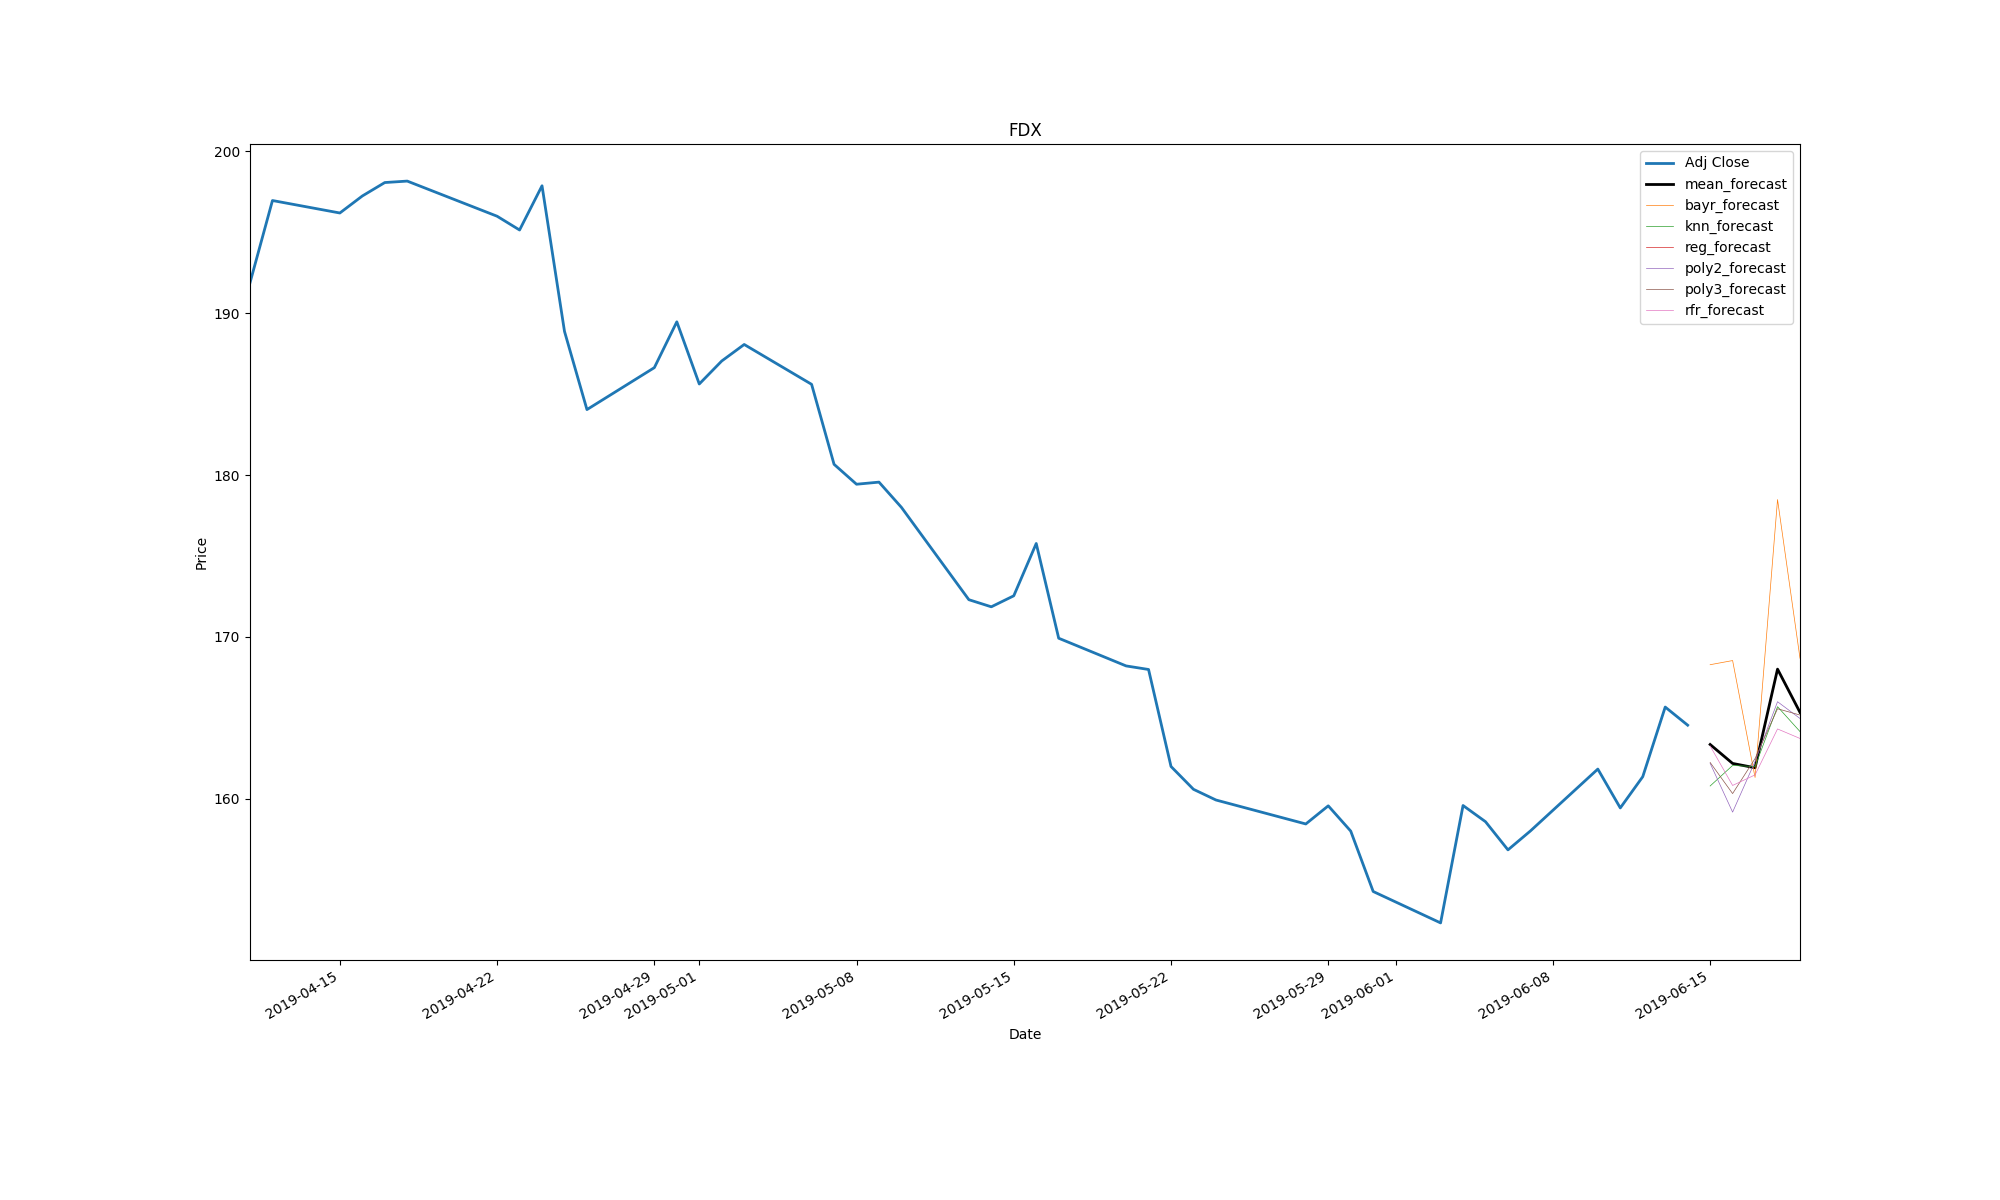 FDX
200
190
180
170
160
Price
Adj Close
mean_forecast
bayr_forecast
knn_forecast
reg_forecast
poly2_forecast
poly3_forecast
rfr_forecast
2019-04-15
2019-04-22
2019-04-29
2019-05-01
2019-05-08
2019-05-15
2019-05-22
2019-05-29
2019-06-01
2019-06-08
2019-06-15
Date